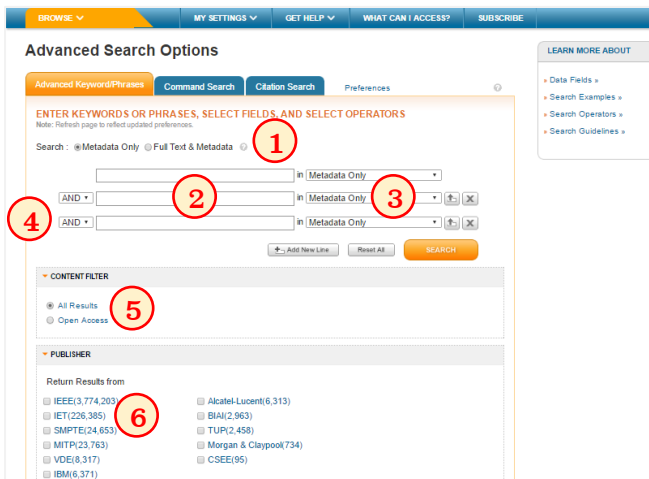 BROWSE MY SETTINGS GET HELP WHAT CAN I ACCESS? SUBSCRIBE
Advanced Search Options
Advanced Keyword/Phrases Command Search Citation Search Preferences
ENTER KEYWORDS OR PHRASES, SELECT FIELDS, AND SELECT OPERATORS
Note: Refresh page to reflect updated preferences.
Search : Metadata Only Full Text & Metadata
1
in Metadata Only
AND 2 in Metadata Only 3
4
AND in Metadata Only
Add New Line Reset All SEARCH
CONTENT FILTER
All Results
5
Open Access
PUBLISHER
Return Results from
IEEE(3,774,203)
IET(226,385)
6
SMPTE(24,653)
MITP(23,763)
VDE(8,317)
IBM(6,371)
Alcatel-Lucent(6,313)
BIAI(2,963)
TUP(2,458)
Morgan & Claypool(734)
CSEE(95)
LEARN MORE ABOUT
Data Fields »
Search Examples »
Search Operators »
Search Guidelines »